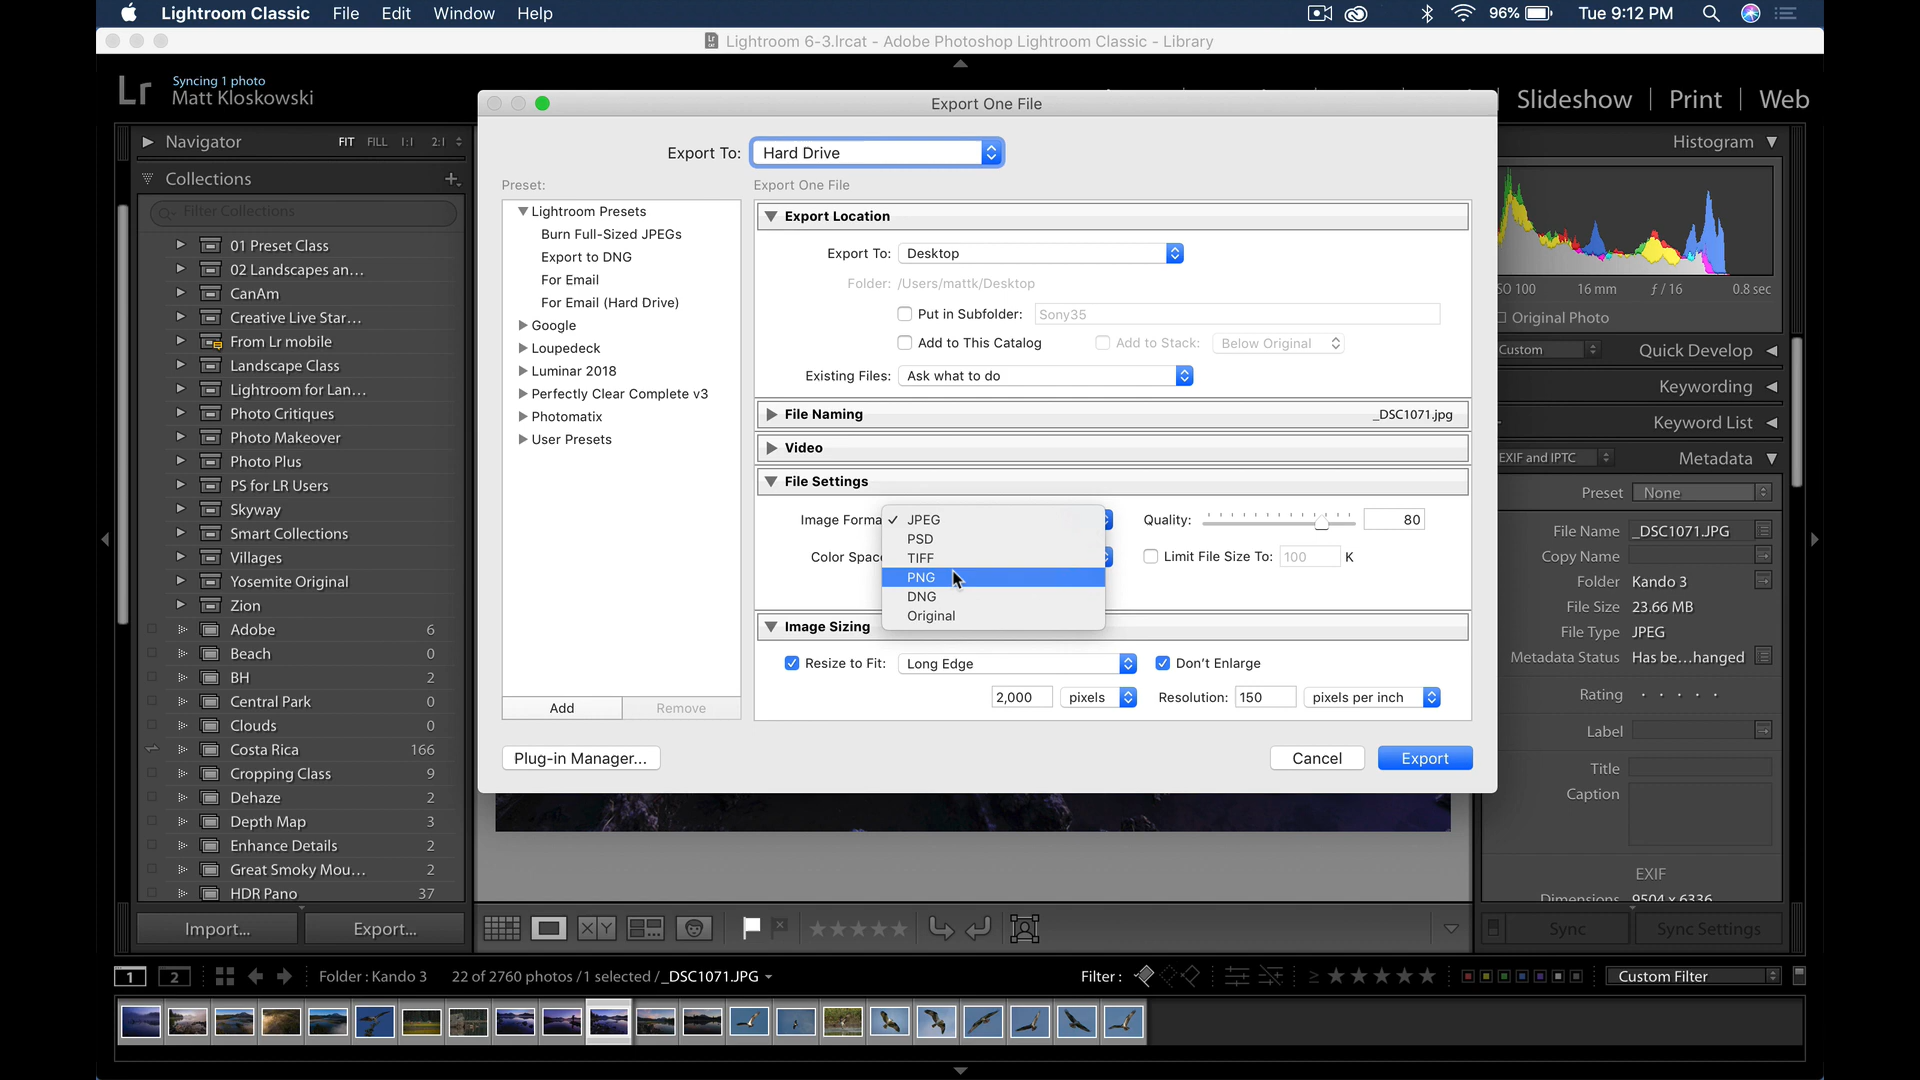 Lightroom Classic File Edit Window Help 96% Tue 9:12 PM
Lightroom 6-3.lrcat - Adobe Photoshop Lightroom Classic - Library
Lr Syncing 1 photo
Matt Kloskowski
Slideshow | Print | Web
Navigator FIT FILL 1:1 2:1
Collections
Filter Collections
01 Preset Class
02 Landscapes an...
CanAm
Creative Live Star...
From Lr mobile
Landscape Class
Lightroom for Lan...
Photo Critiques
Photo Makeover
Photo Plus
PS for LR Users
Skyway
Smart Collections
Villages
Yosemite Original
Zion
Adobe 6
Beach 0
BH 2
Central Park 0
Clouds 0
Costa Rica 166
Cropping Class 9
Dehaze 2
Depth Map 3
Enhance Details 2
Great Smoky Mou... 2
HDR Pano 37
Import... Export...
Export One File
Export To: Hard Drive
Preset:
Lightroom Presets
Burn Full-Sized JPEGs
Export to DNG
For Email
For Email (Hard Drive)
Google
Loupedeck
Luminar 2018
Perfectly Clear Complete v3
Photomatix
User Presets
Add Remove
Export One File
Export Location
Export To: Desktop
Folder: /Users/mattk/Desktop
Put in Subfolder: Sony35
Add to This Catalog Add to Stack: Below Original
Existing Files: Ask what to do
File Naming _DSC1071.jpg
Video
File Settings
Image Forma JPEG Quality: 80
PSD
Color Spac TIFF Limit File Size To: 100 K
PNG
DNG
Original
Image Sizing
Resize to Fit: Long Edge Don't Enlarge
2,000 pixels Resolution: 150 pixels per inch
Plug-in Manager... Cancel Export
Histogram
SO 100 16 mm ƒ / 16 0.8 sec
Original Photo
Custom Quick Develop
Keywording
Keyword List
EXIF and IPTC Metadata
Preset None
File Name _DSC1071.JPG
Copy Name
Folder Kando 3
File Size 23.66 MB
File Type JPEG
Metadata Status Has be...hanged
Rating
Label
Title
Caption
EXIF
Dimensions 9504 x 6336
Sync Sync Settings
X Y
1 2 Folder : Kando 3 22 of 2760 photos / 1 selected / _DSC1071.JPG Filter : ≥ Custom Filter